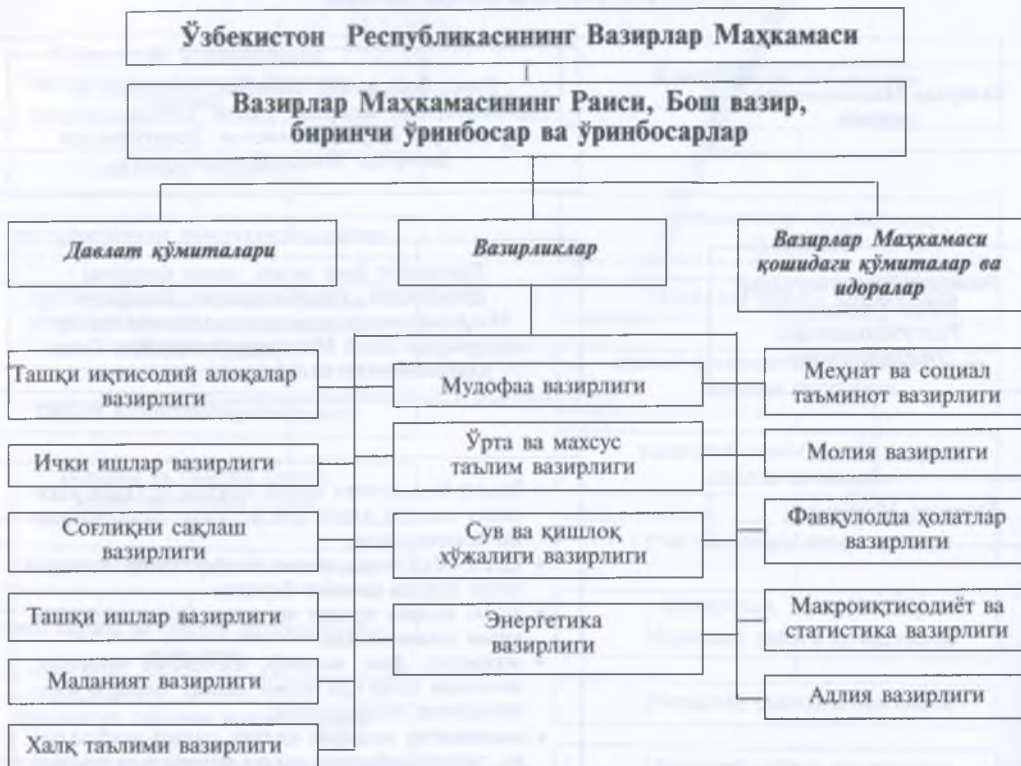 Ўзбекистон Республикасининг Вазирлар Маҳкамаси
Вазирлар Маҳкамасининг Раиси, Бош вазир,
биринчи ўринбосар ва ўринбосарлар
Давлат қўмиталари
Вазирликлар
Вазирлар Маҳкамаси
қошидаги қўмиталар ва
идоралар
Ташқи иқтисодий алоқалар
вазирлиги
Ички ишлар вазирлиги
Соғлиқни сақлаш
вазирлиги
Ташқи ишлар вазирлиги
Маданият вазирлиги
Халқ таълими вазирлиги
Мудофаа вазирлиги
Ўрта ва махсус
таълим вазирлиги
Сув ва қишлоқ
хўжалиги вазирлиги
Энергетика
вазирлиги
Меҳнат ва социал
таъминот вазирлиги
Молия вазирлиги
Фавқулодда ҳолатлар
вазирлиги
Макроиқтисодиёт ва
статистика вазирлиги
Адлия вазирлиги